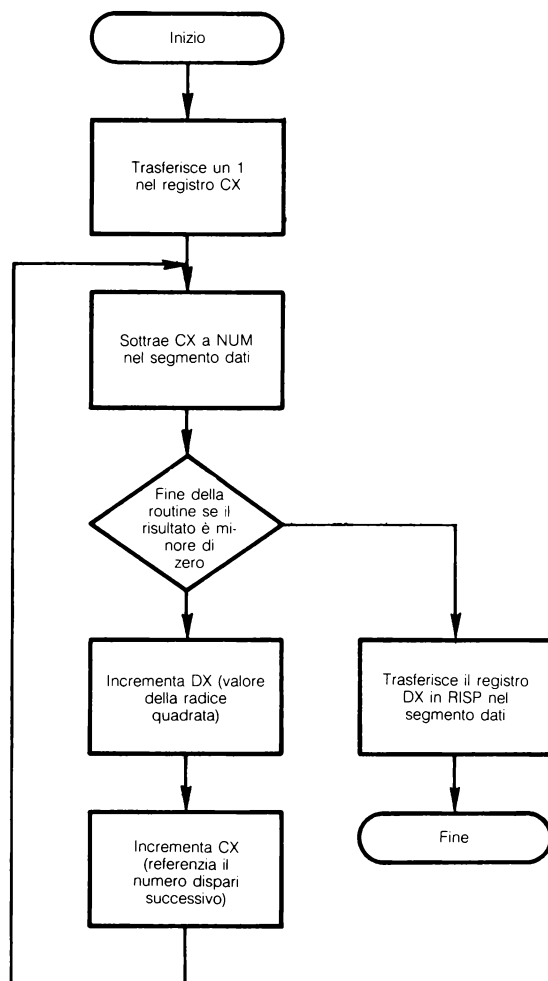 Inizio
Trasferisce un 1
nel registro CX
Sottrae CX a NUM
nel segmento dati
Fine della
routine se il
risultato è mi-
nore di
zero
Incrementa DX (valore
della radice
quadrata)
Trasferisce il registro
DX in RISP nel
segmento dati
Incrementa CX
(referenzia il
numero dispari
successivo)
Fine